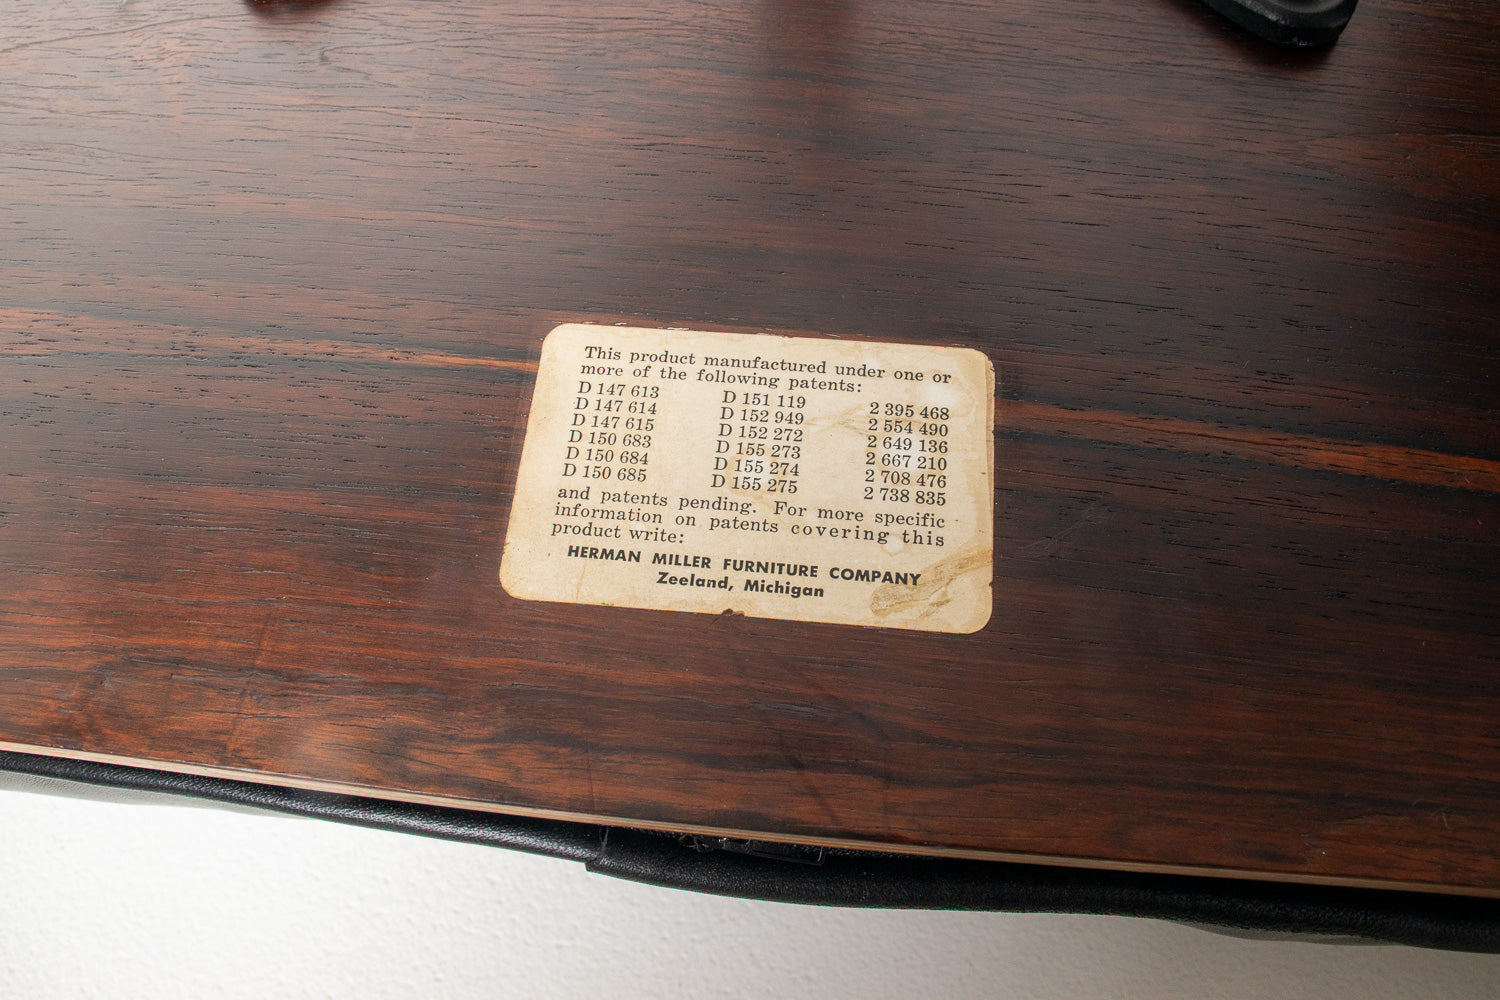 This product manufactured under one or
more of the following patents:
D 147 613 D 151 119 2 395 468
D 147 614 D 152 949 2 554 490
D 147 615 D 152 272 2 649 136
D 150 683 D 155 273 2 667 210
D 150 684 D 155 274 2 708 476
D 150 685 D 155 275 2 738 835
and patents pending. For more specific
information on patents covering this
product write:
HERMAN MILLER FURNITURE COMPANY
Zeeland, Michigan